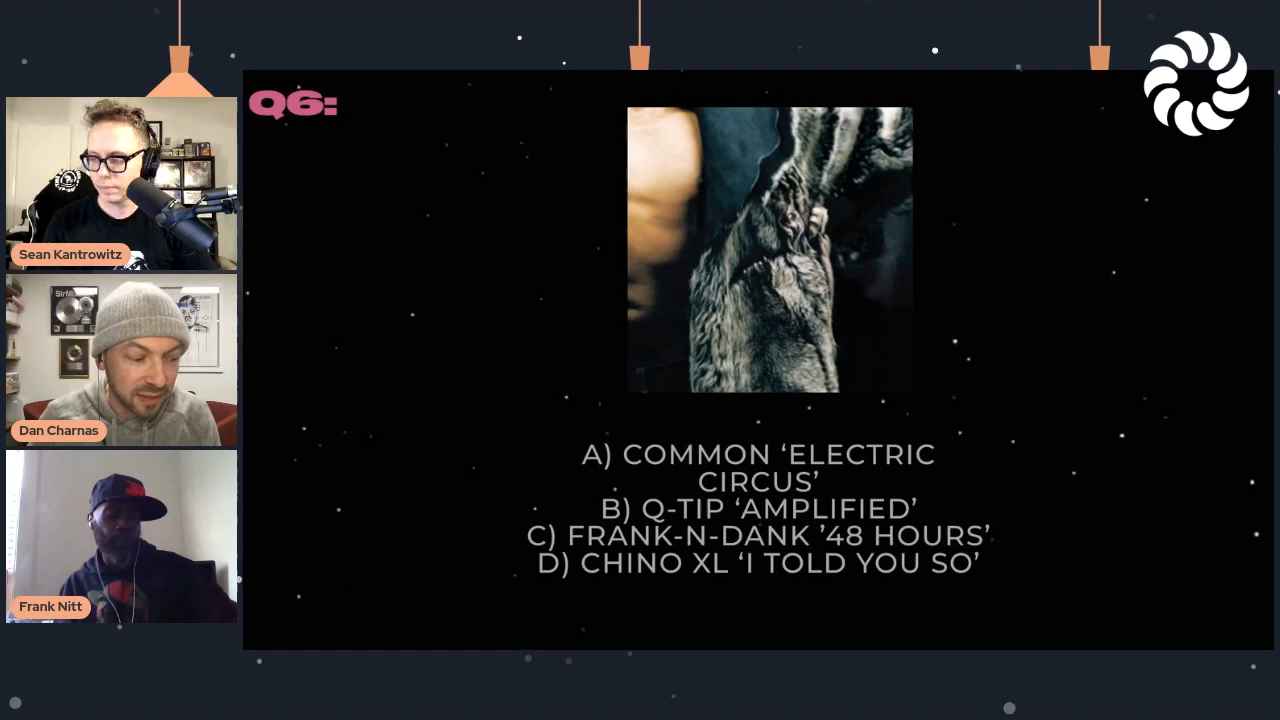 Q6:
Sean Kantrowitz
Dan Charnas
Frank Nitt
A) COMMON ‘ELECTRIC
CIRCUS’
B) Q-TIP ‘AMPLIFIED’
C) FRANK-N-DANK ’48 HOURS’
D) CHINO XL ‘I TOLD YOU SO’